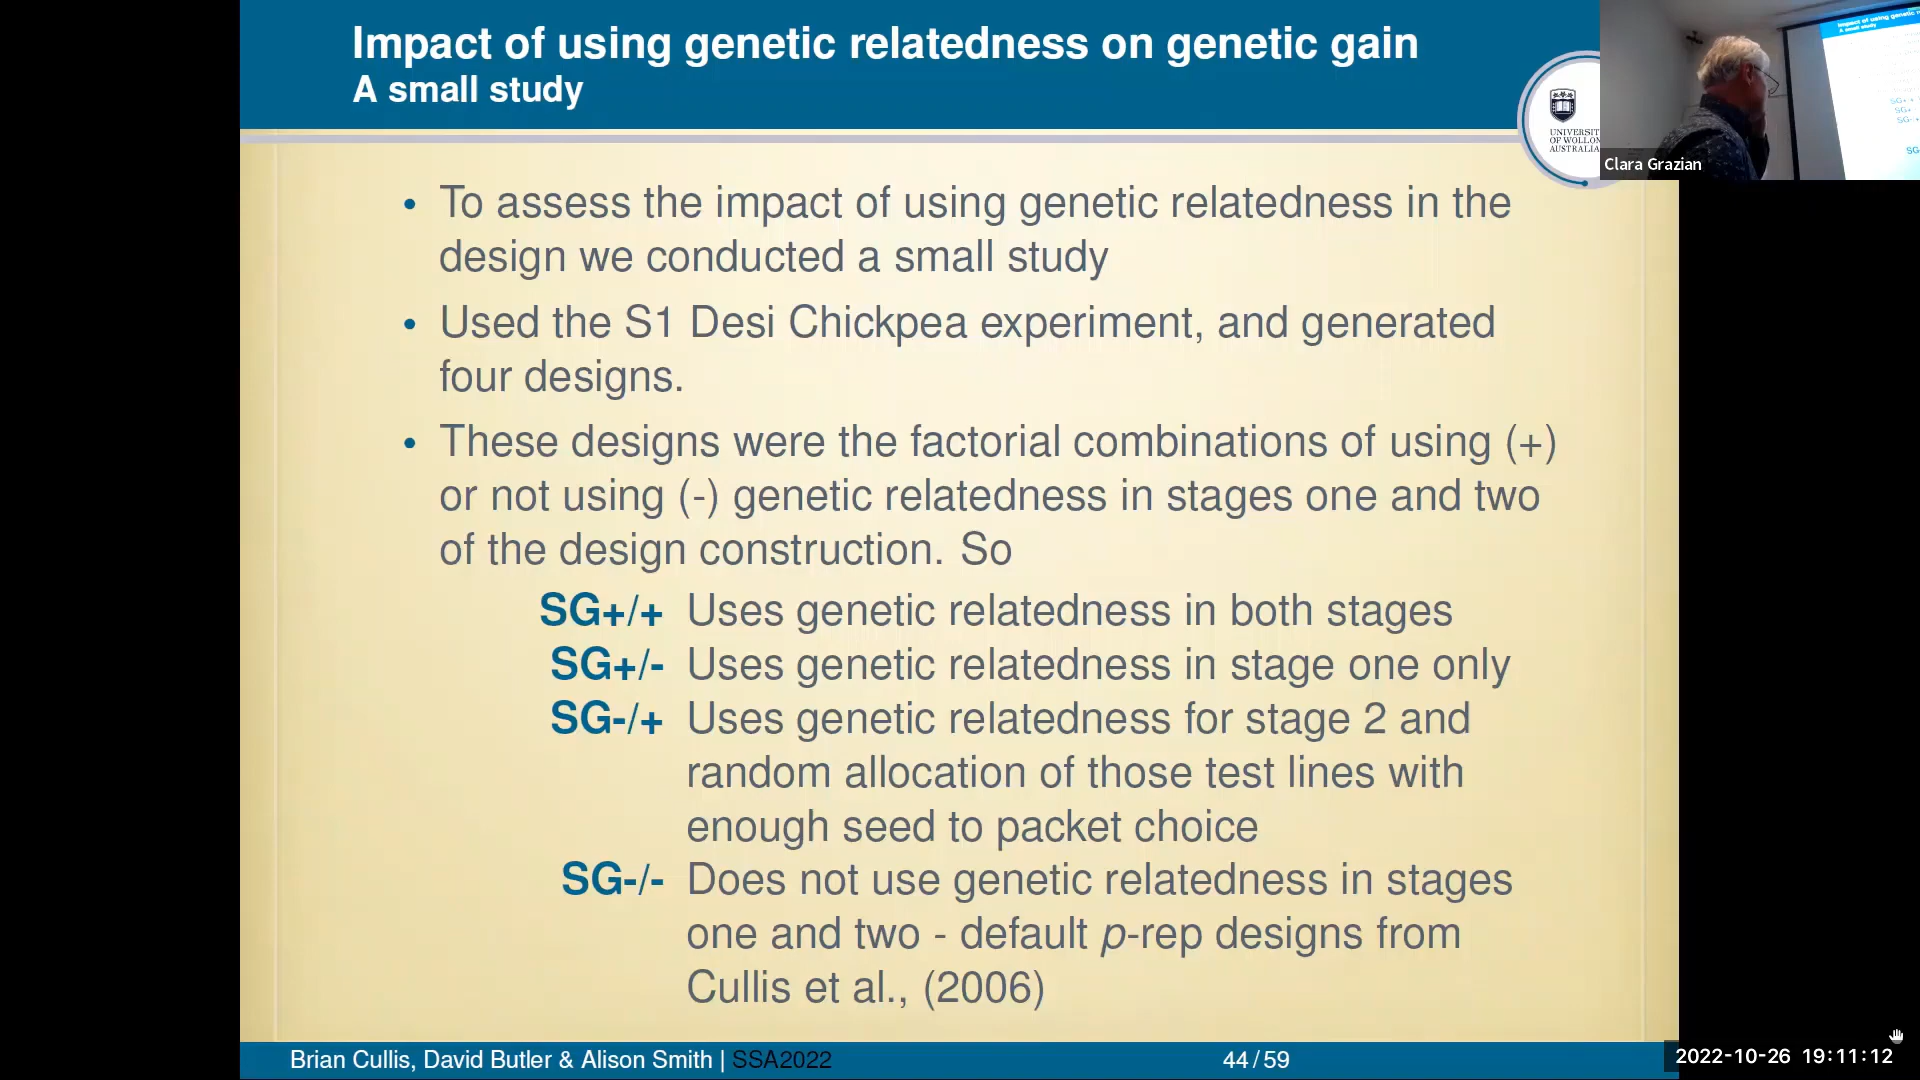 Impact of using genetic relatedness on genetic gain
A small study
UNIVERSIT
OF WOLLON
AUSTRALIA
Clara Grazian
• To assess the impact of using genetic relatedness in the
design we conducted a small study
• Used the S1 Desi Chickpea experiment, and generated
four designs.
• These designs were the factorial combinations of using (+)
or not using (-) genetic relatedness in stages one and two
of the design construction. So
SG+/+ Uses genetic relatedness in both stages
SG+/- Uses genetic relatedness in stage one only
SG-/+ Uses genetic relatedness for stage 2 and
random allocation of those test lines with
enough seed to packet choice
SG-/- Does not use genetic relatedness in stages
one and two - default p-rep designs from
Cullis et al., (2006)
Brian Cullis, David Butler & Alison Smith | SSA2022
44 / 59
2022-10-26 19:11:12